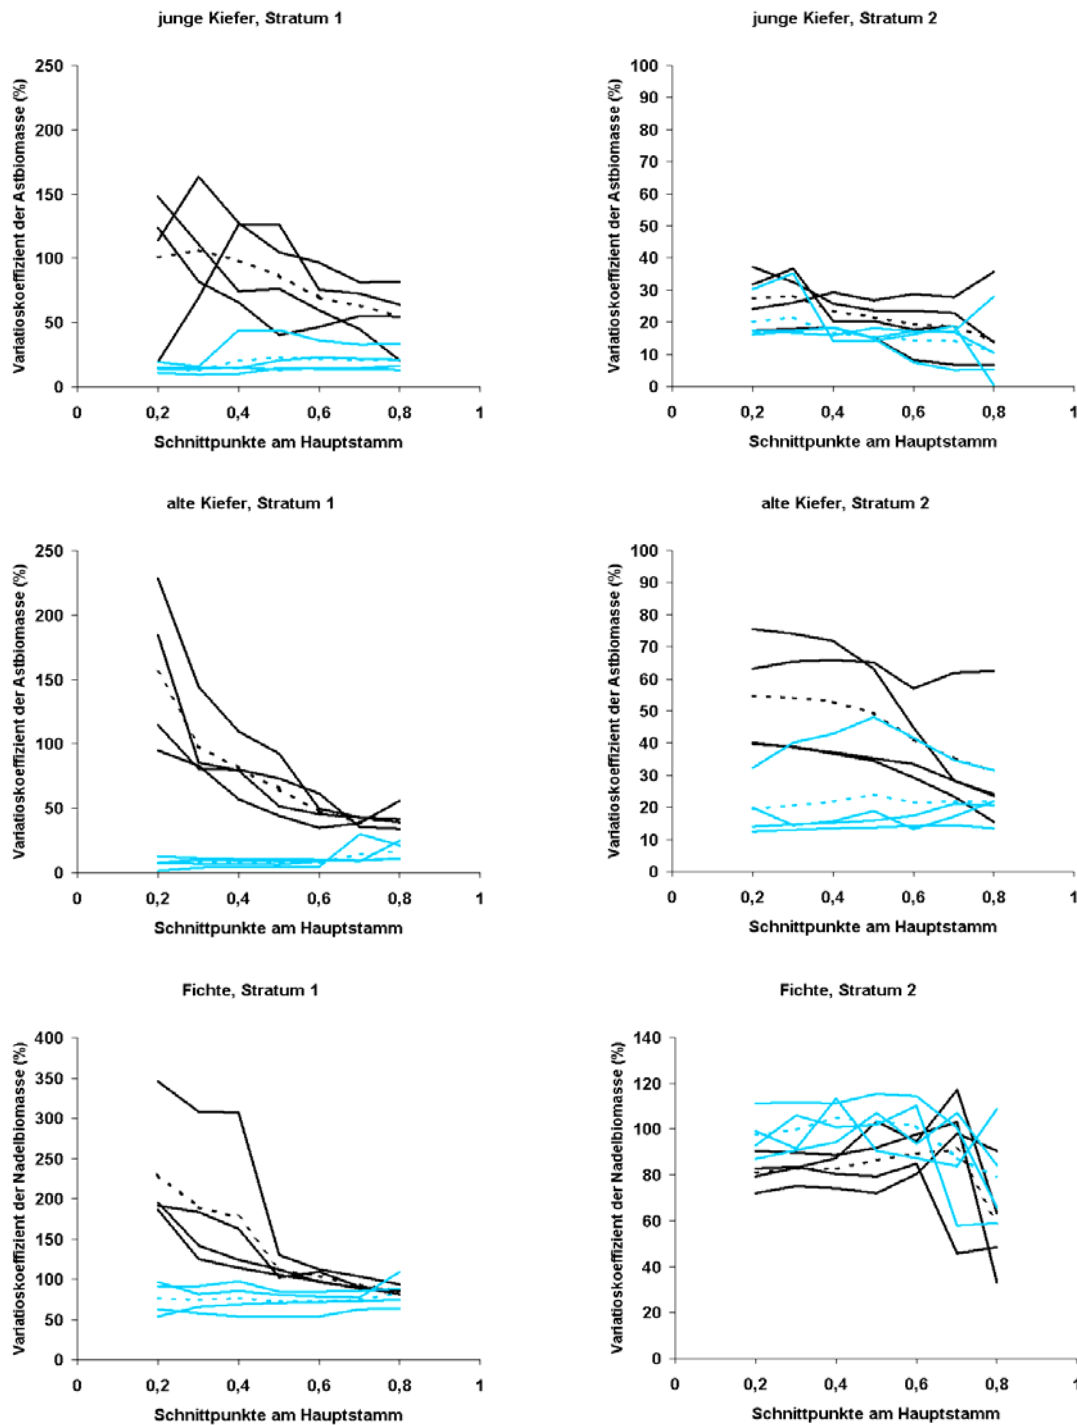 junge Kiefer, Stratum 1
Variatioskoeffizient der Astbiomasse (%)
250
200
150
100
50
0
0 0,2 0,4 0,6 0,8 1
Schnittpunkte am Hauptstamm
junge Kiefer, Stratum 2
Variatioskoeffizient der Astbiomasse (%)
100
90
80
70
60
50
40
30
20
10
0
0 0,2 0,4 0,6 0,8 1
Schnittpunkte am Hauptstamm
alte Kiefer, Stratum 1
Variatioskoeffizient der Astbiomasse (%)
250
200
150
100
50
0
0 0,2 0,4 0,6 0,8 1
Schnittpunkte am Hauptstamm
alte Kiefer, Stratum 2
Variatioskoeffizient der Astbiomasse (%)
100
90
80
70
60
50
40
30
20
10
0
0 0,2 0,4 0,6 0,8 1
Schnittpunkte am Hauptstamm
Fichte, Stratum 1
Variatioskoeffizient der Nadelbiomasse (%)
400
350
300
250
200
150
100
50
0
0 0,2 0,4 0,6 0,8 1
Schnittpunkte am Hauptstamm
Fichte, Stratum 2
Variatioskoeffizient der Nadelbiomasse (%)
140
120
100
80
60
40
20
0
0 0,2 0,4 0,6 0,8 1
Schnittpunkte am Hauptstamm